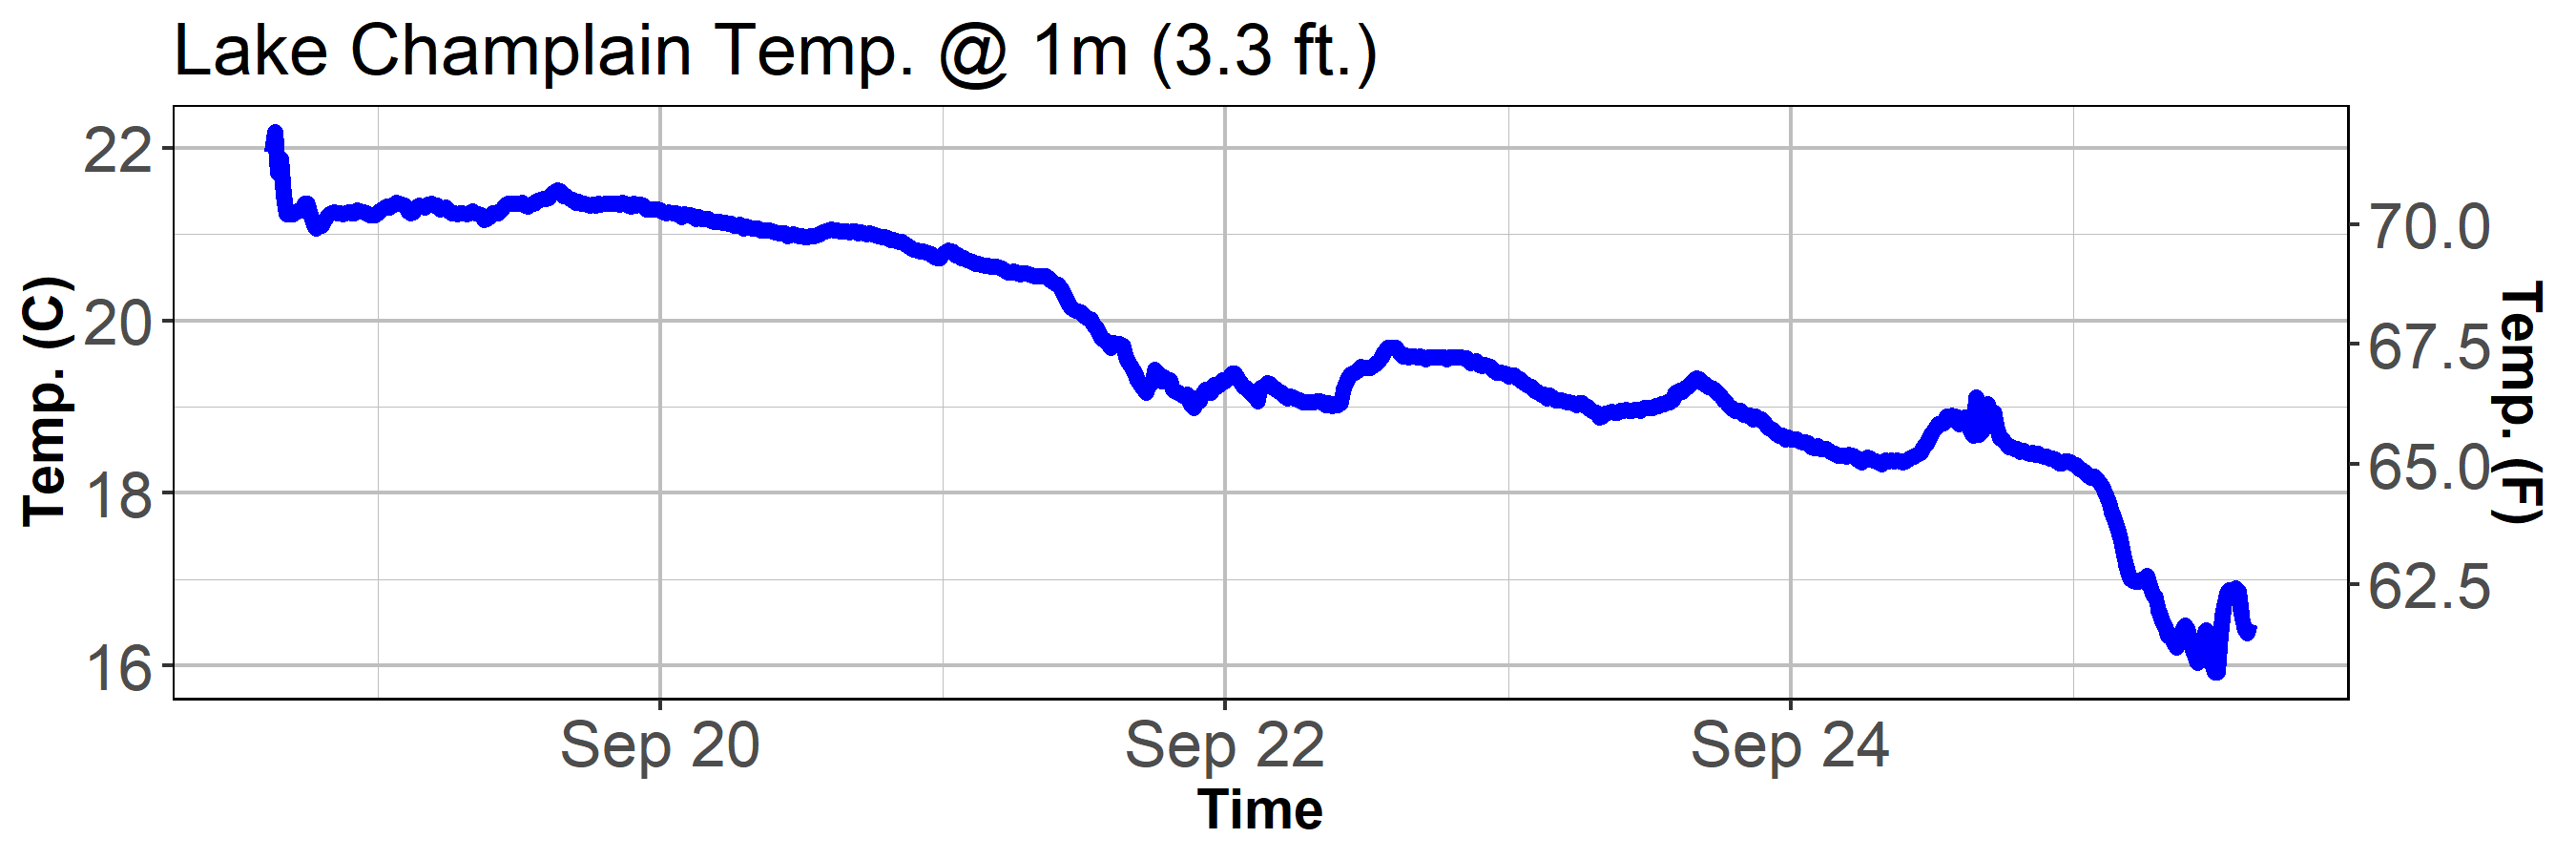 Lake Champlain Temp. @ 1m (3.3 ft.)
Temp. (C)
22
20
18
16
70.0
67.5
65.0
62.5
Temp. (F)
Sep 20
Sep 22
Sep 24
Time